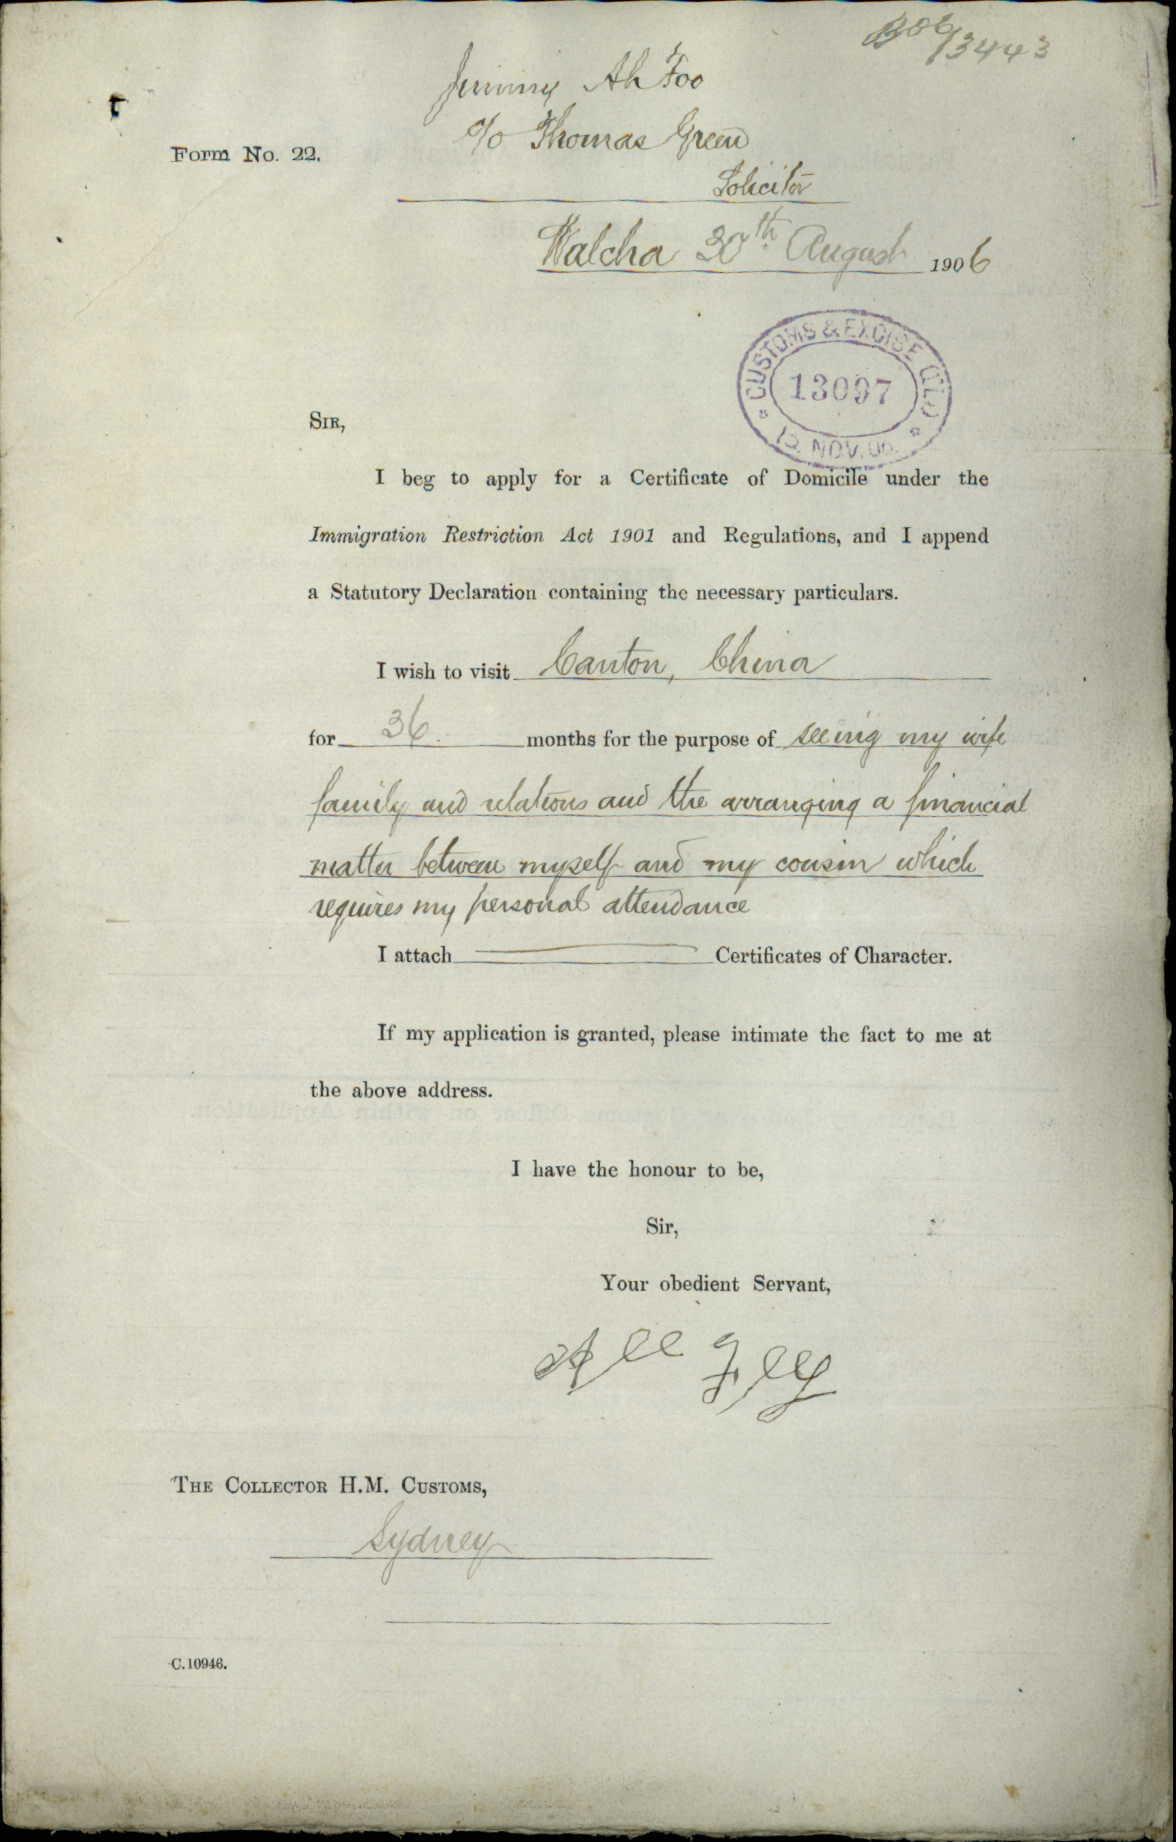 B06/3443
Jimmy Ah Foo
C/o Thomas Green
Form No. 22.
Solicitor
Walcha 30th August 1906
CUSTOMS & EXCISE
13097
NOV. 06
SIR,
I beg to apply for a Certificate of Domicile under the
Immigration Restriction Act 1901 and Regulations, and I append
a Statutory Declaration containing the necessary particulars.
I wish to visit Canton, China
for 36 months for the purpose of seeing my wife
family and relations and the arranging a financial
matter between myself and my cousin which
requires my personal attendance
I attach Certificates of Character.
If my application is granted, please intimate the fact to me at
the above address.
I have the honour to be,
Sir,
Your obedient Servant,
THE COLLECTOR H.M. CUSTOMS,
Sydney
C.10946.